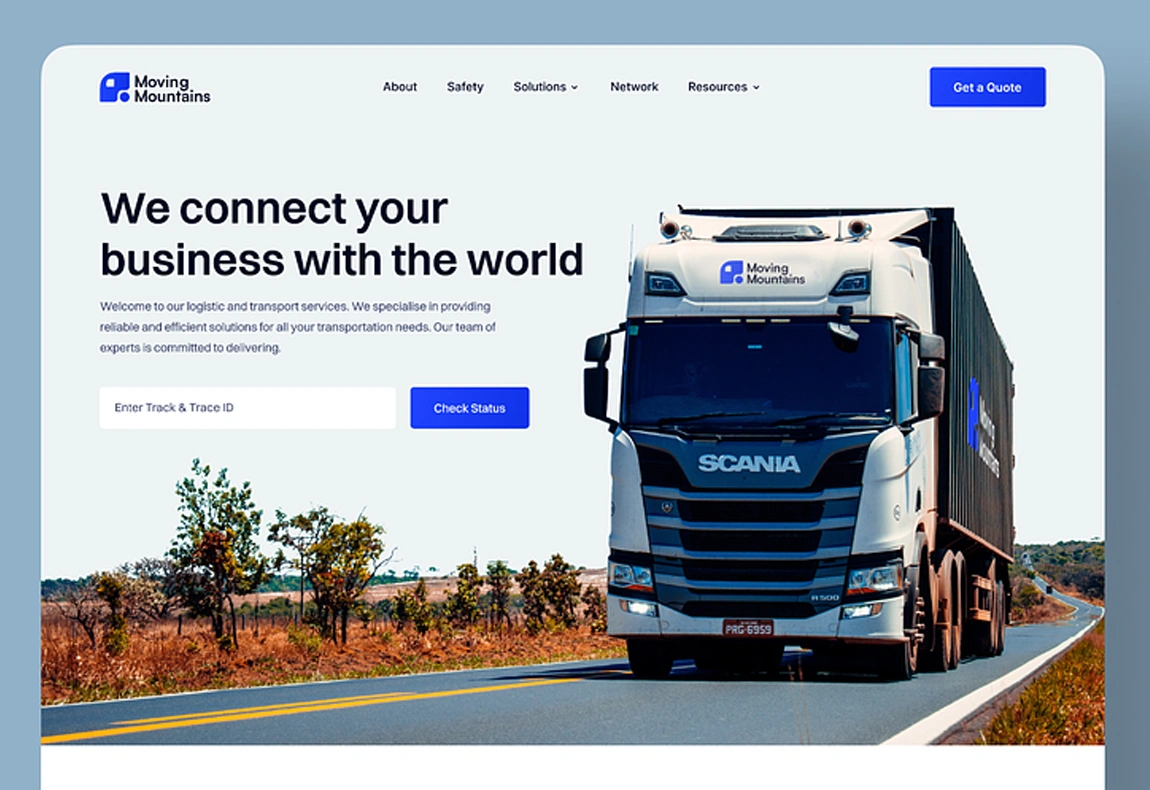 Moving
Mountains
About
Safety
Solutions
Network
Resources
Get a Quote
We connect your
business with the world
Welcome to our logistic and transport services. We specialise in providing
reliable and efficient solutions for all your transportation needs. Our team of
experts is committed to delivering.
Enter Track & Trace ID
Check Status
Moving
Mountains
Moving
Mountains
SCANIA
R 500
PRG-6959